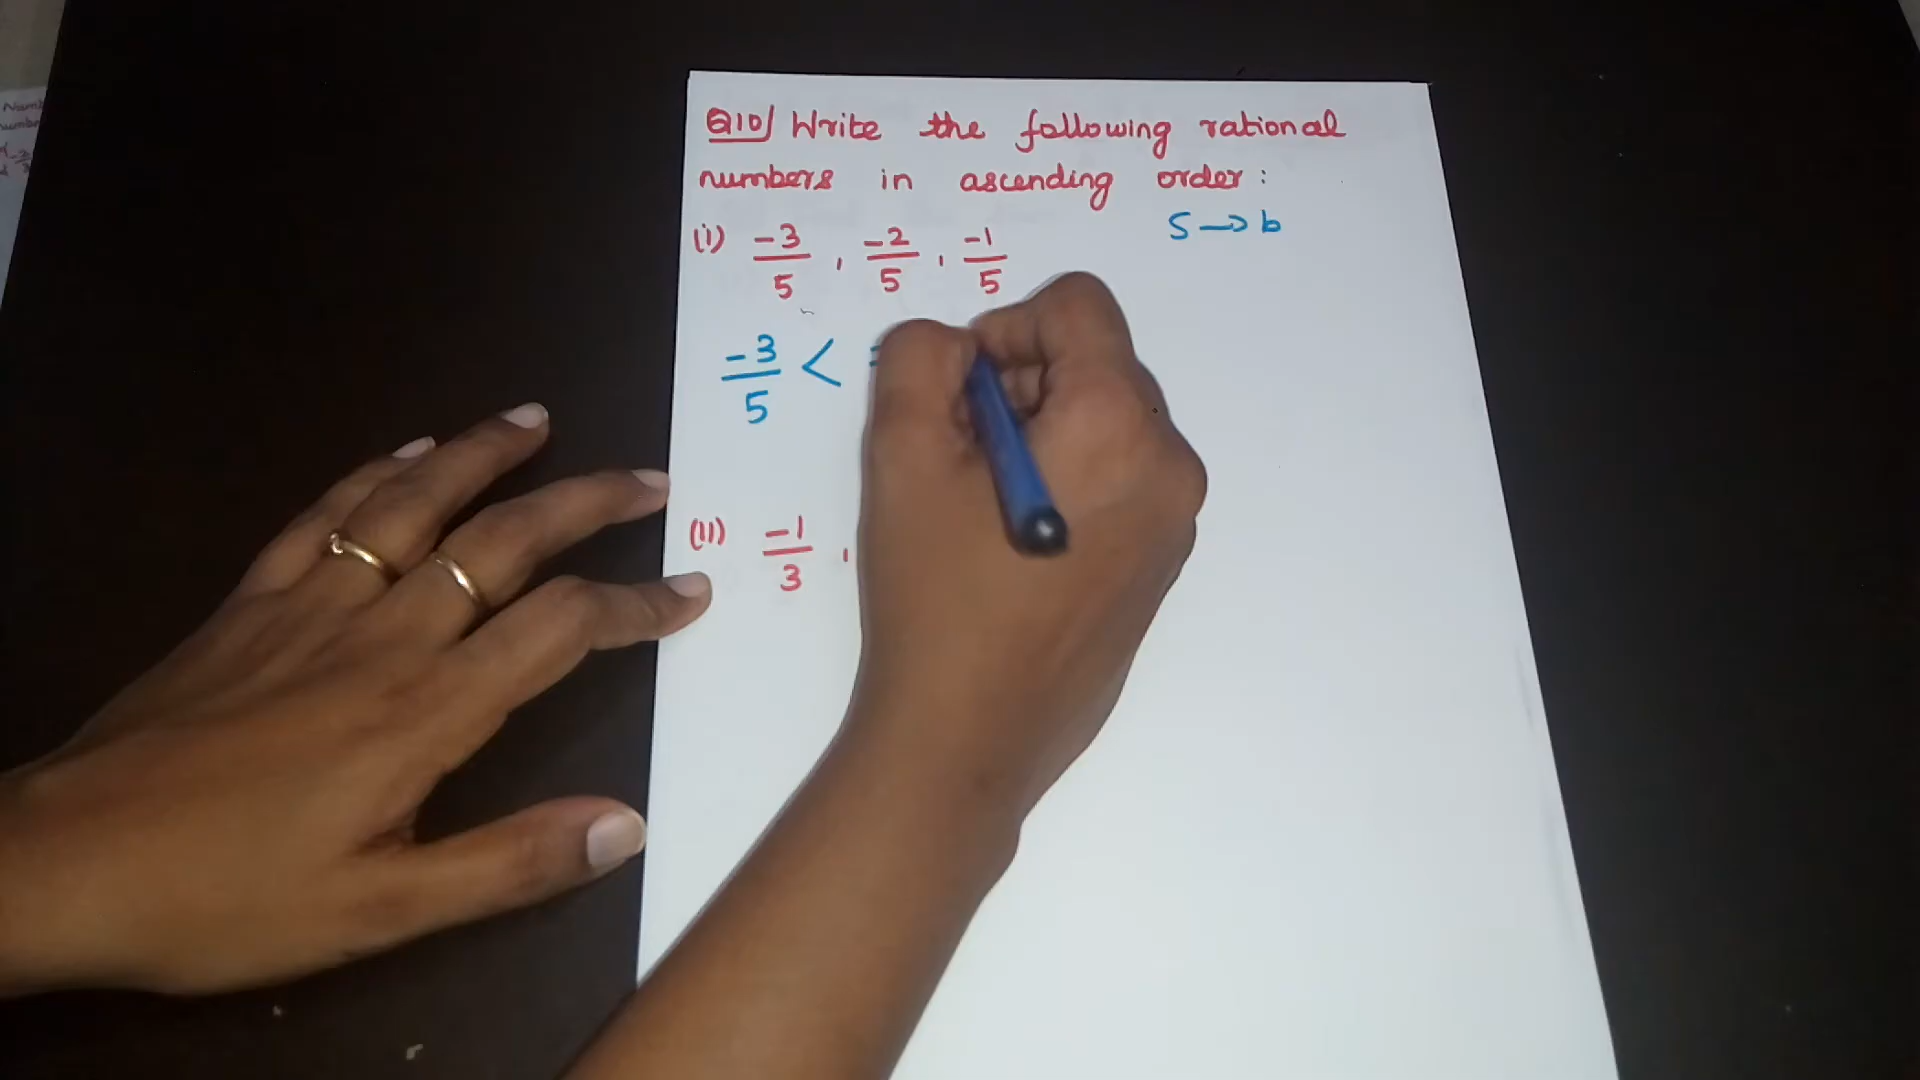 Q10) Write the following rational
numbers in ascending order:
S → b
(i) -3/5, -2/5, -1/5
-3/5 <
(ii) -1/3,